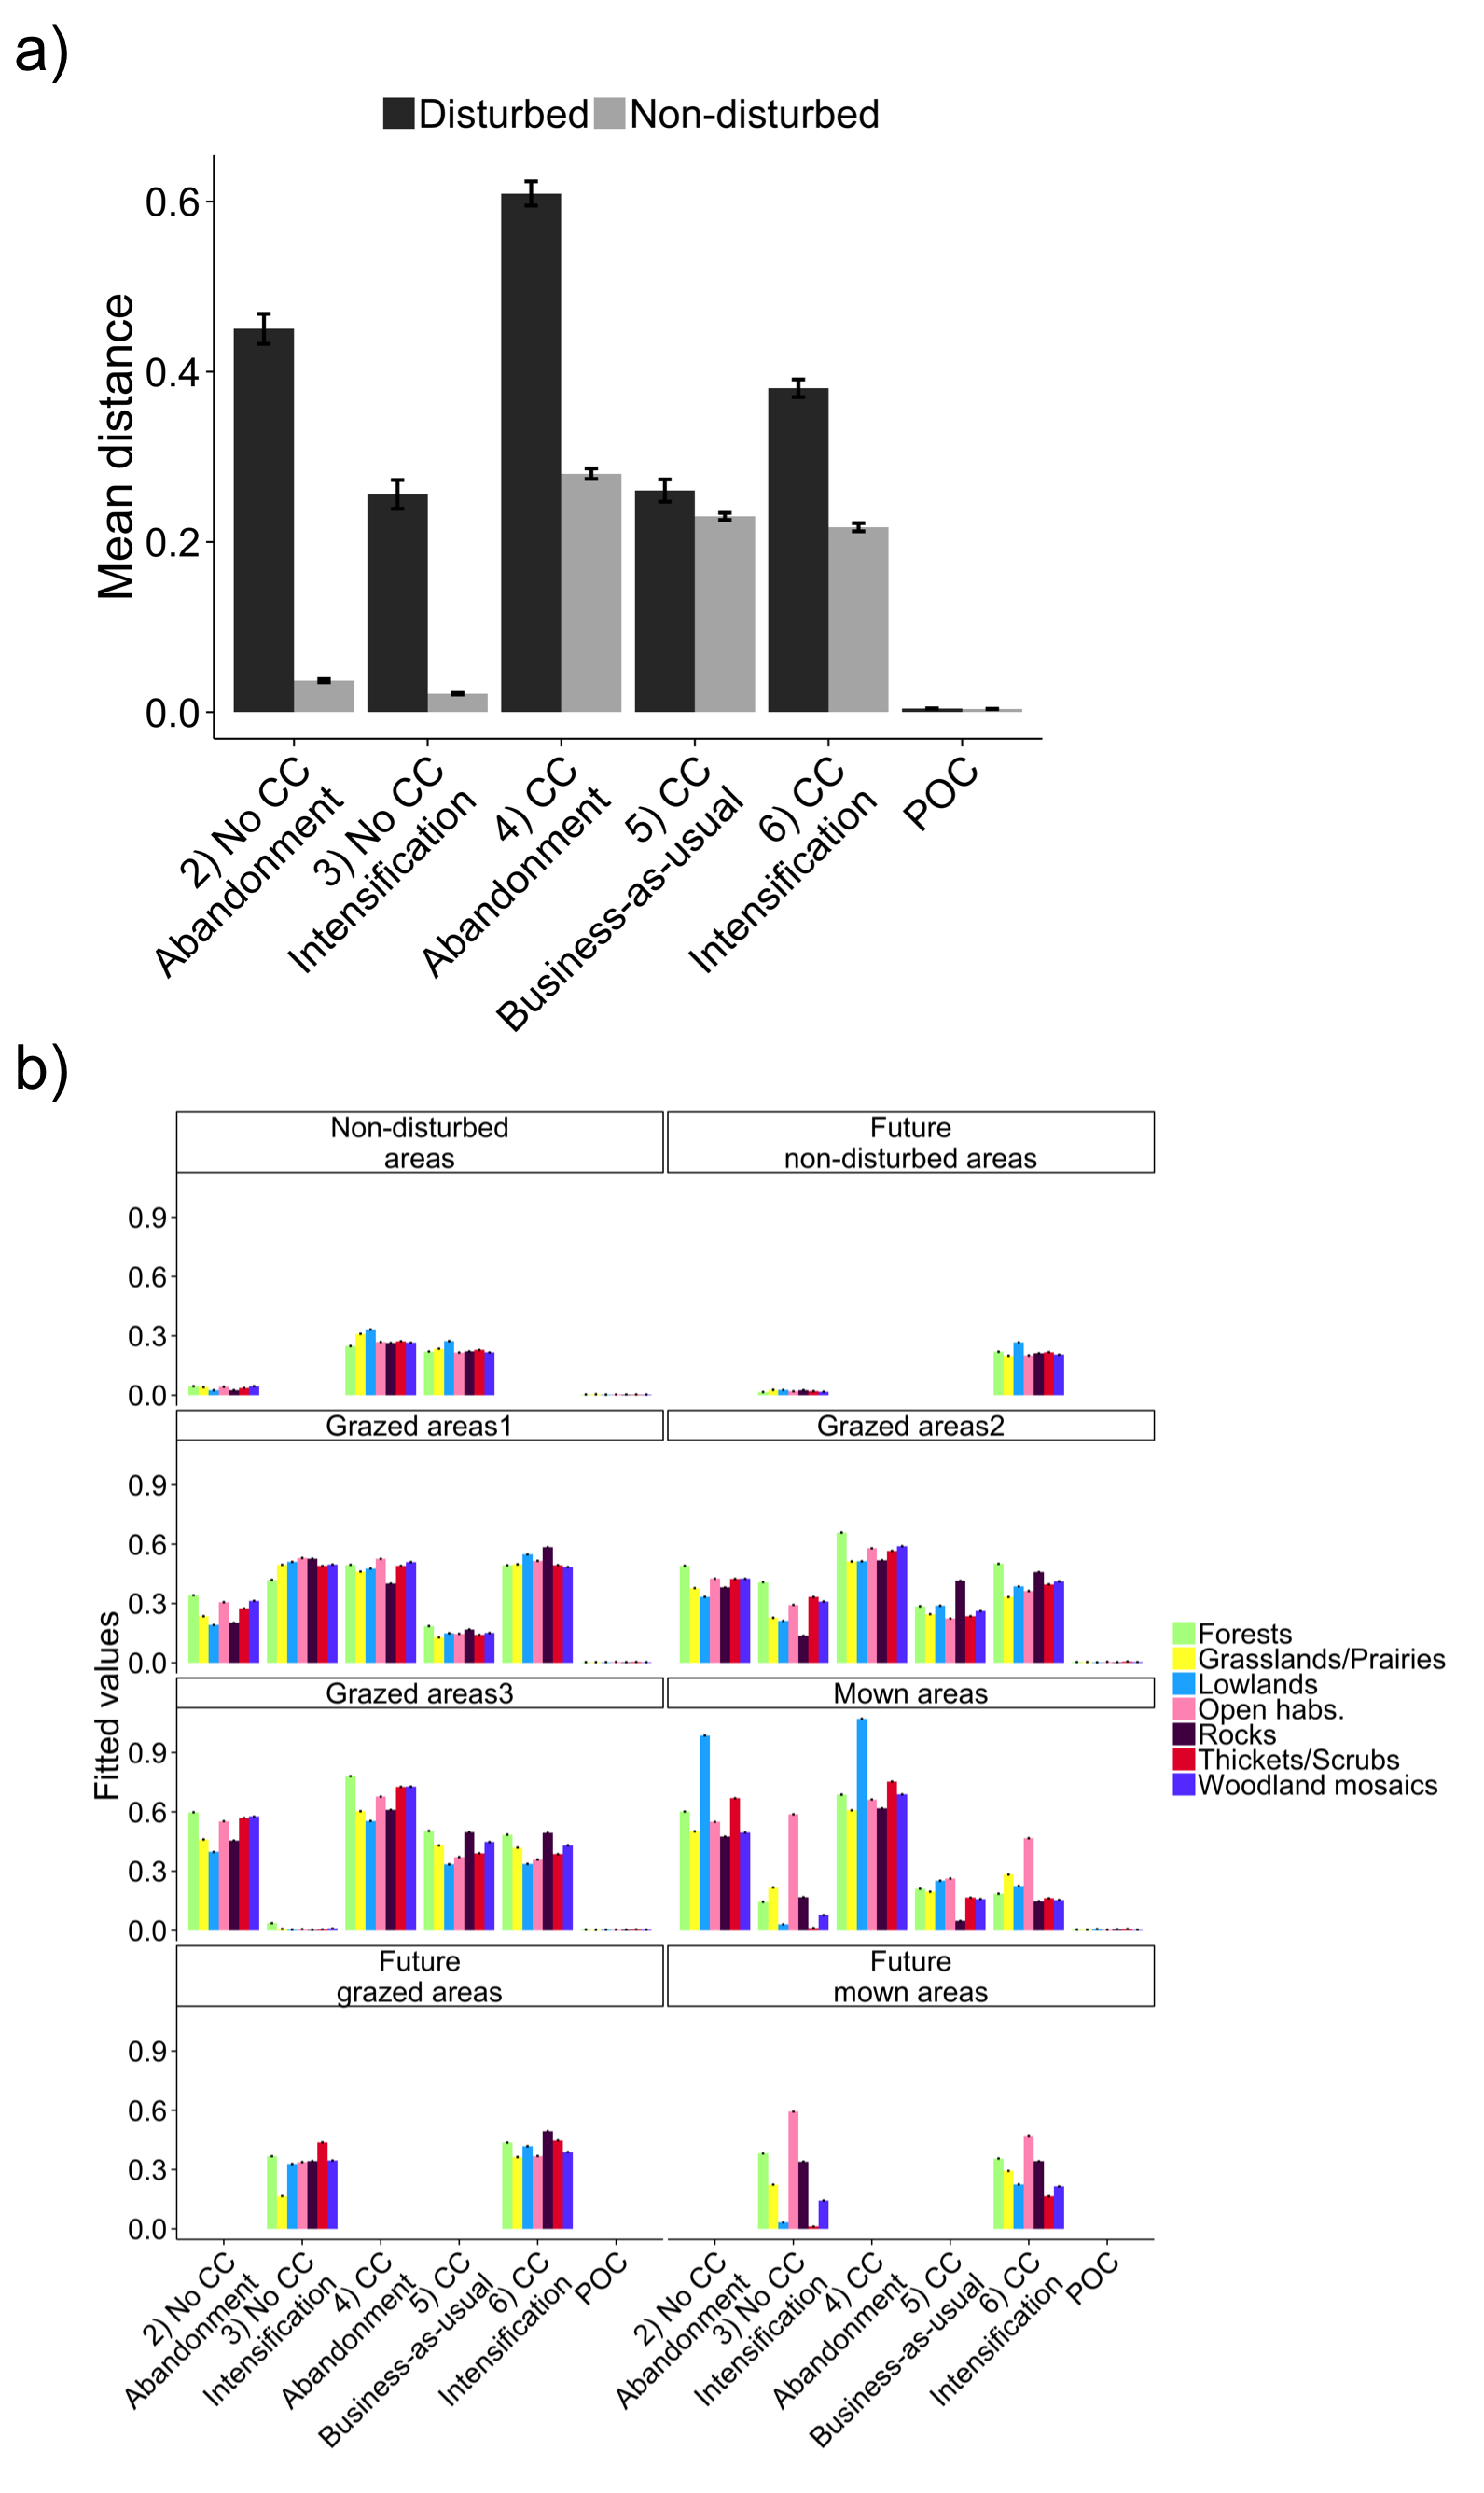 a)
Disturbed Non-disturbed
Mean distance
0.6
0.4
0.2
0.0
2) No CC
Abandonment
3) No CC
Intensification
4) CC
Abandonment
5) CC
Business-as-usual
6) CC
Intensification
POC
b)
Non-disturbed
areas
Future
non-disturbed areas
0.9
0.6
0.3
0.0
Grazed areas1
Grazed areas2
0.9
0.6
0.3
0.0
Grazed areas3
Mown areas
0.9
0.6
0.3
0.0
Future
grazed areas
Future
mown areas
0.9
0.6
0.3
0.0
Fitted values
Forests
Grasslands/Prairies
Lowlands
Open habs.
Rocks
Thickets/Scrubs
Woodland mosaics
2) No CC
Abandonment
3) No CC
Intensification
4) CC
Abandonment
5) CC
Business-as-usual
6) CC
Intensification
POC
2) No CC
Abandonment
3) No CC
Intensification
4) CC
Abandonment
5) CC
Business-as-usual
6) CC
Intensification
POC